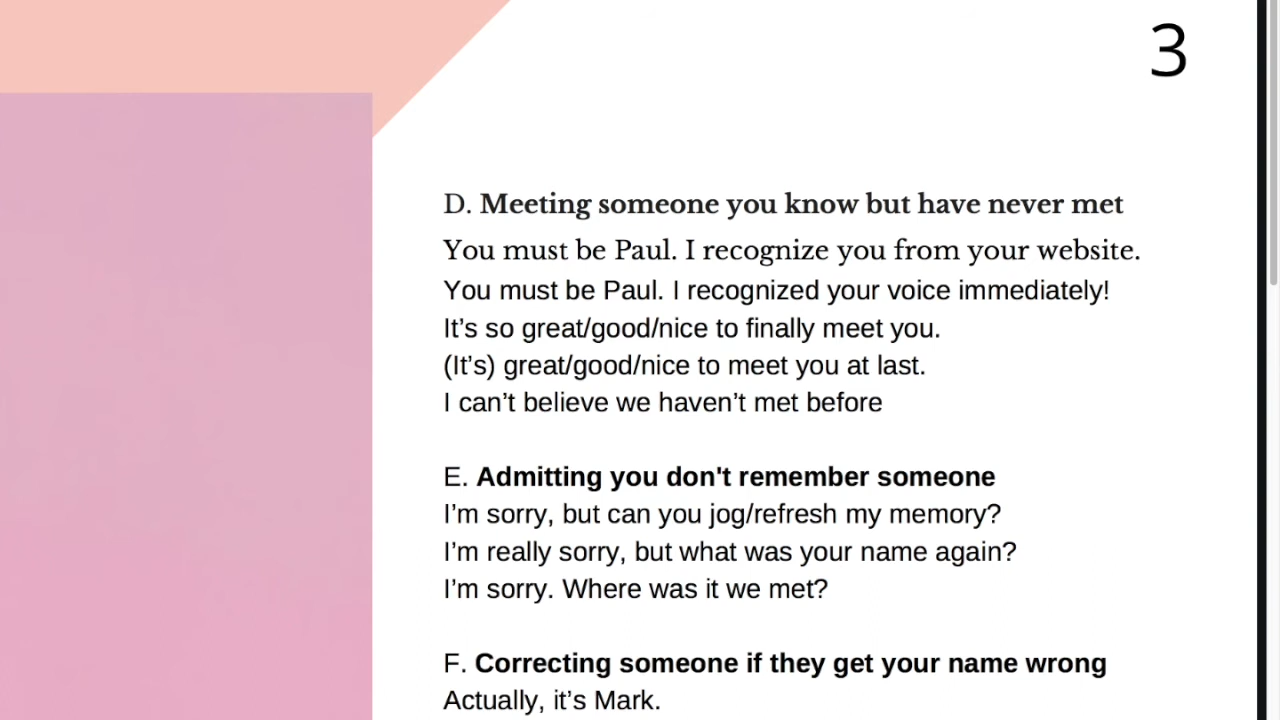 3
D. Meeting someone you know but have never met
You must be Paul. I recognize you from your website.
You must be Paul. I recognized your voice immediately!
It’s so great/good/nice to finally meet you.
(It’s) great/good/nice to meet you at last.
I can’t believe we haven’t met before
E. Admitting you don't remember someone
I’m sorry, but can you jog/refresh my memory?
I’m really sorry, but what was your name again?
I’m sorry. Where was it we met?
F. Correcting someone if they get your name wrong
Actually, it’s Mark.